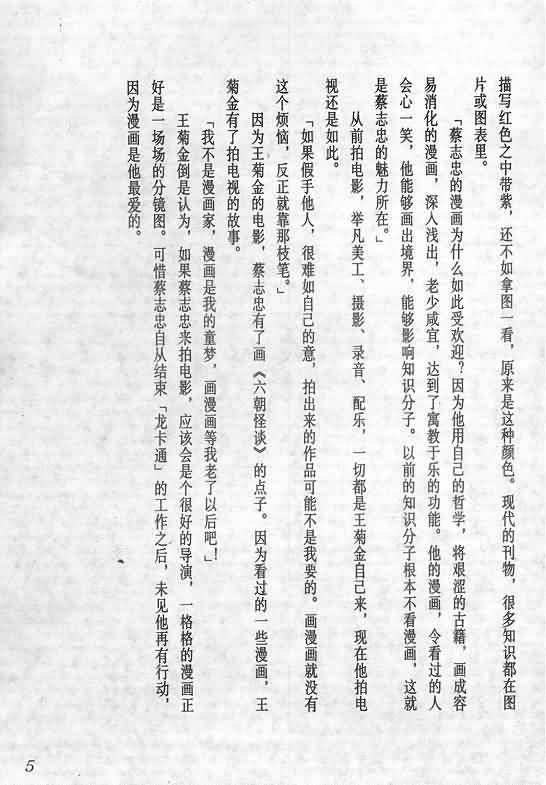 描写红色之中带紫，还不如拿图一看，原来是这种颜色。现代的刊物，很多知识都在图
片或图表里。
「蔡志忠的漫画为什么如此受欢迎？因为他用自己的哲学，将艰涩的古籍，画成容
易消化的漫画，深入浅出，老少咸宜，达到了寓教于乐的功能。他的漫画，令看过的人
会心一笑，他能够画出境界，能够影响知识分子。以前的知识分子根本不看漫画，这就
是蔡志忠的魅力所在。」
从前拍电影，举凡美工、摄影、录音、配乐，一切都是王菊金自己来，现在他拍电
视还是如此。
「如果假手他人，很难如自己的意，拍出来的作品可能不是我要的。画漫画就没有
这个烦恼，反正就靠那枝笔。」
因为王菊金的电影，蔡志忠有了画《六朝怪谈》的点子。因为看过的一些漫画，王
菊金有了拍电视的故事。
「我不是漫画家，漫画是我的童梦，画漫画等我老了以后吧！」
王菊金倒是认为，如果蔡志忠来拍电影，应该会是个很好的导演，一格格的漫画正
好是一场场的分镜图。可惜蔡志忠自从结束「龙卡通」的工作之后，未见他再有行动，
因为漫画是他最爱的。
5